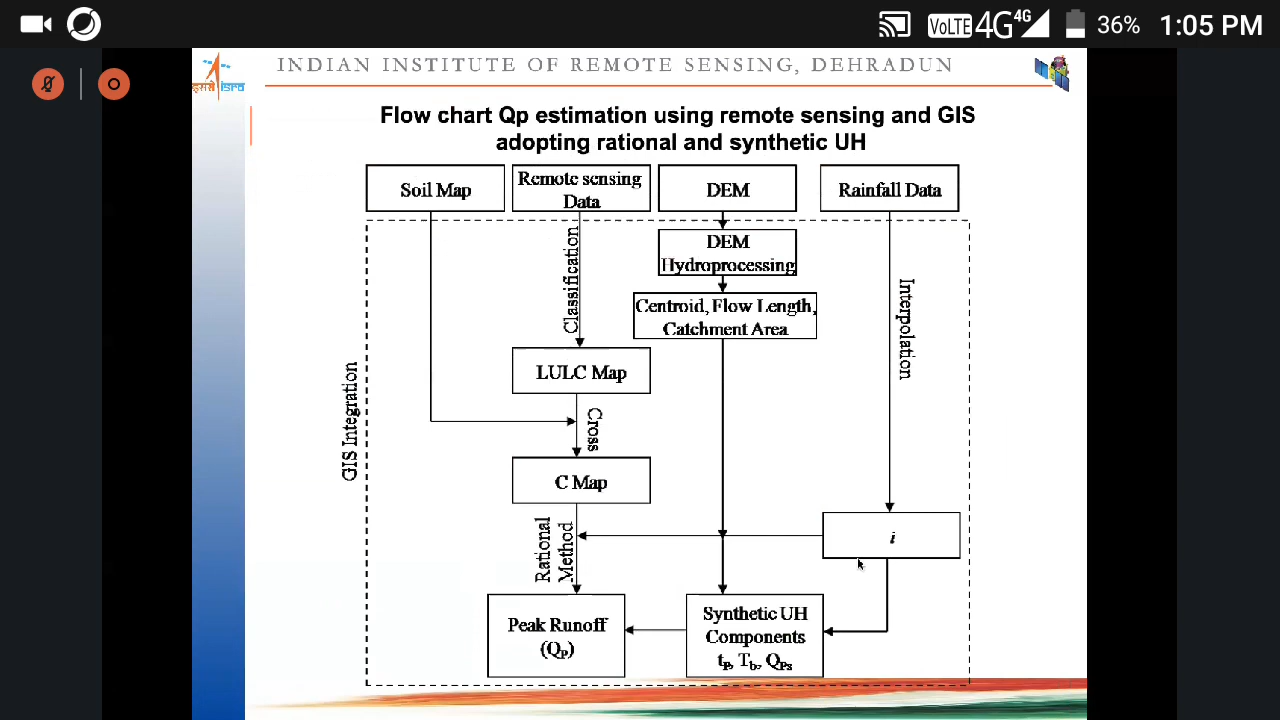 VoLTE 4G 4G 36% 1:05 PM
इसरो isro
INDIAN INSTITUTE OF REMOTE SENSING, DEHRADUN
Flow chart Qp estimation using remote sensing and GIS
adopting rational and synthetic UH
Soil Map
Remote sensing
Data
DEM
Rainfall Data
DEM
Hydroprocessing
Classification
Centroid, Flow Length,
Catchment Area
Interpolation
LULC Map
GIS Integration
Cross
C Map
Rational
Method
i
Peak Runoff
(QP)
Synthetic UH
Components
tp, Tb, QPs